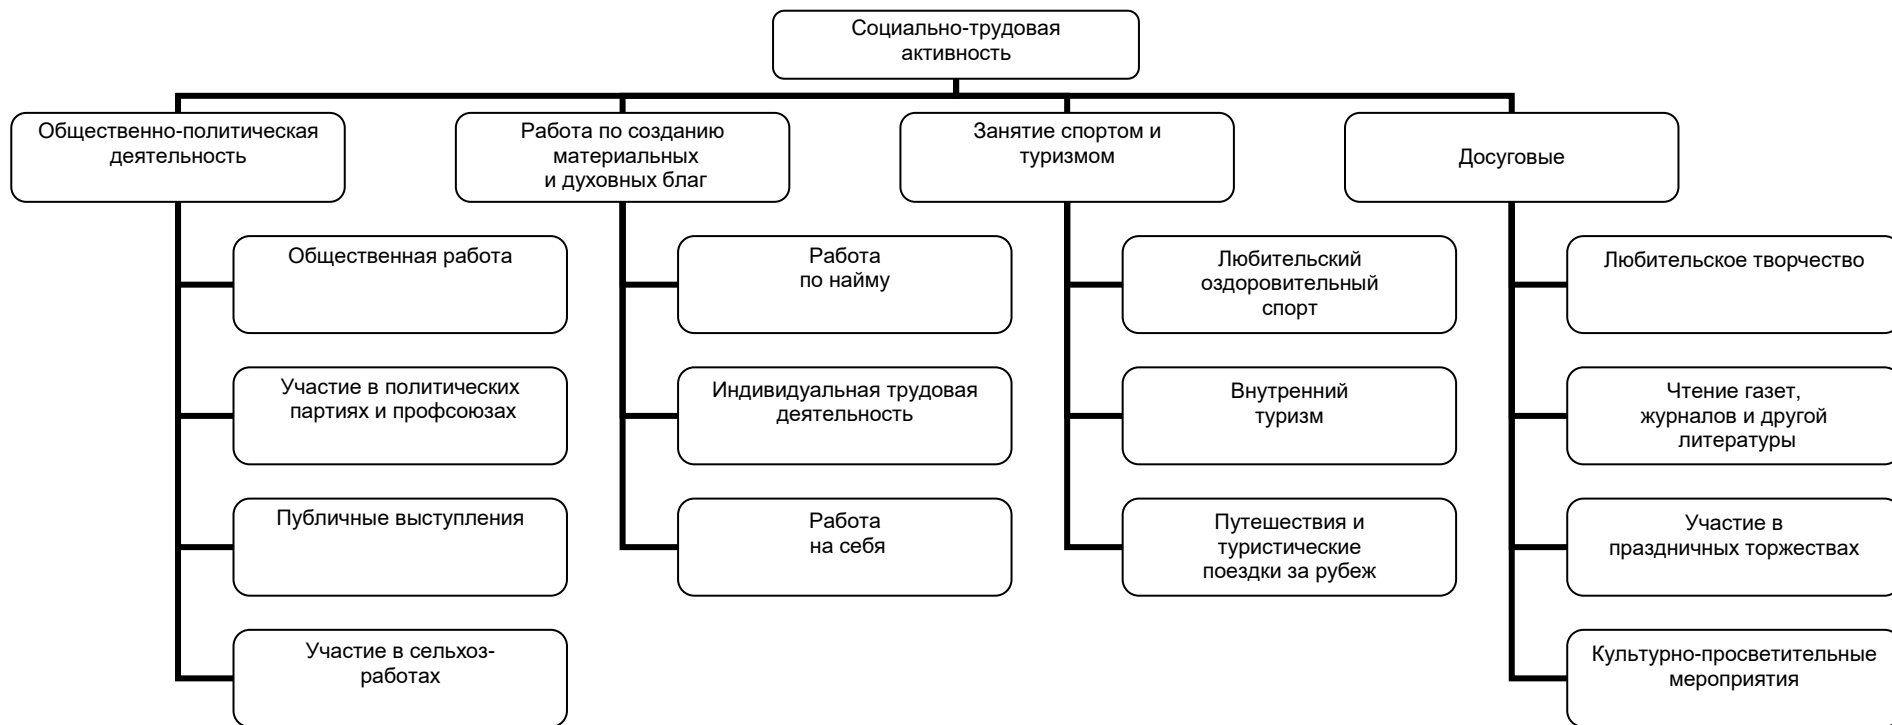 Социально-трудовая
активность
Общественно-политическая
деятельность
Работа по созданию
материальных
и духовных благ
Занятие спортом и
туризмом
Досуговые
Общественная работа
Работа
по найму
Любительский
оздоровительный
спорт
Любительское творчество
Участие в политических
партиях и профсоюзах
Индивидуальная трудовая
деятельность
Внутренний
туризм
Чтение газет,
журналов и другой
литературы
Публичные выступления
Работа
на себя
Путешествия и
туристические
поездки за рубеж
Участие в
праздничных торжествах
Участие в сельхоз-
работах
Культурно-просветительные
мероприятия